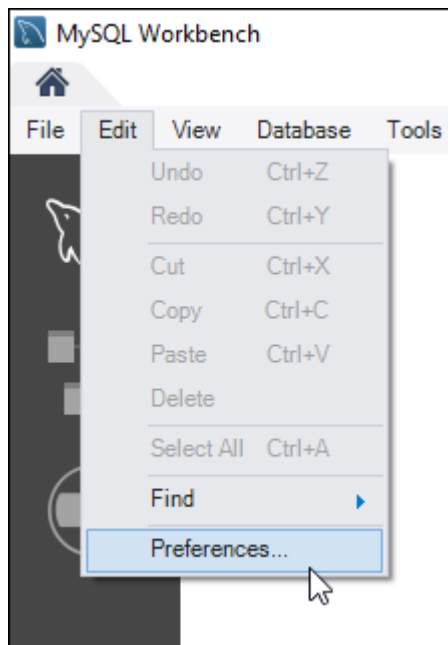 MySQL Workbench
File Edit View Database Tools
Undo Ctrl+Z
Redo Ctrl+Y
Cut Ctrl+X
Copy Ctrl+C
Paste Ctrl+V
Delete
Select All Ctrl+A
Find
Preferences...